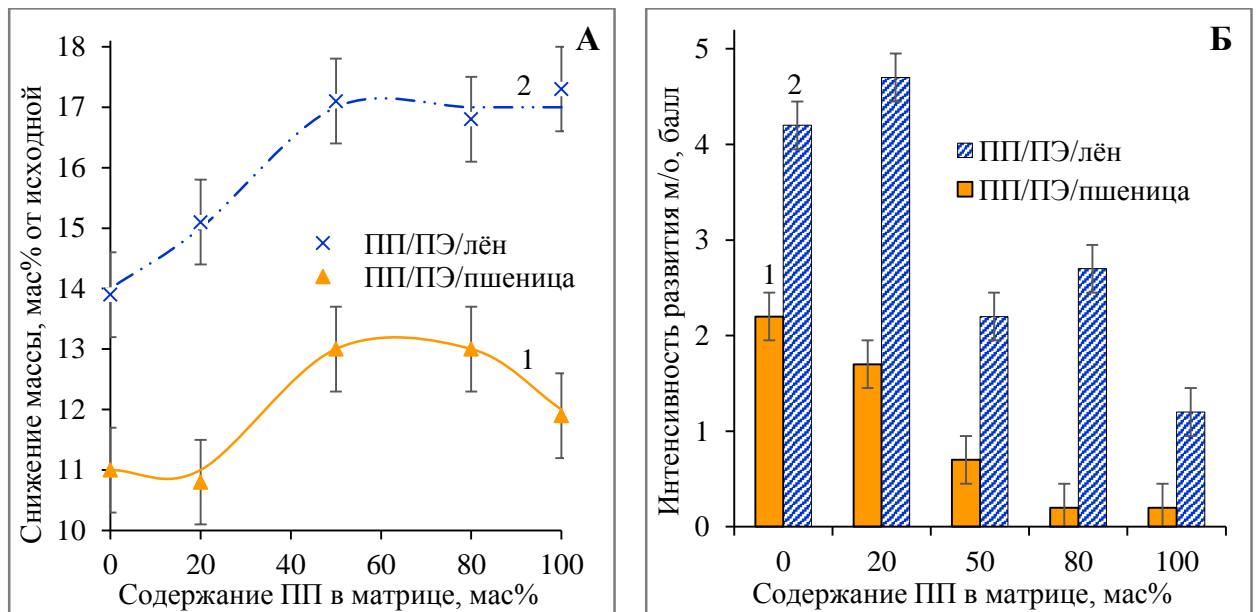 А
Снижение массы, мас% от исходной
18
17
16
15
14
13
12
11
10
2
ПП/ПЭ/лён
ПП/ПЭ/пшеница
1
0 20 40 60 80 100
Содержание ПП в матрице, мас%
Б
Интенсивность развития м/о, балл
5
4
3
2
1
0
2
1
ПП/ПЭ/лён
ПП/ПЭ/пшеница
0 20 50 80 100
Содержание ПП в матрице, мас%